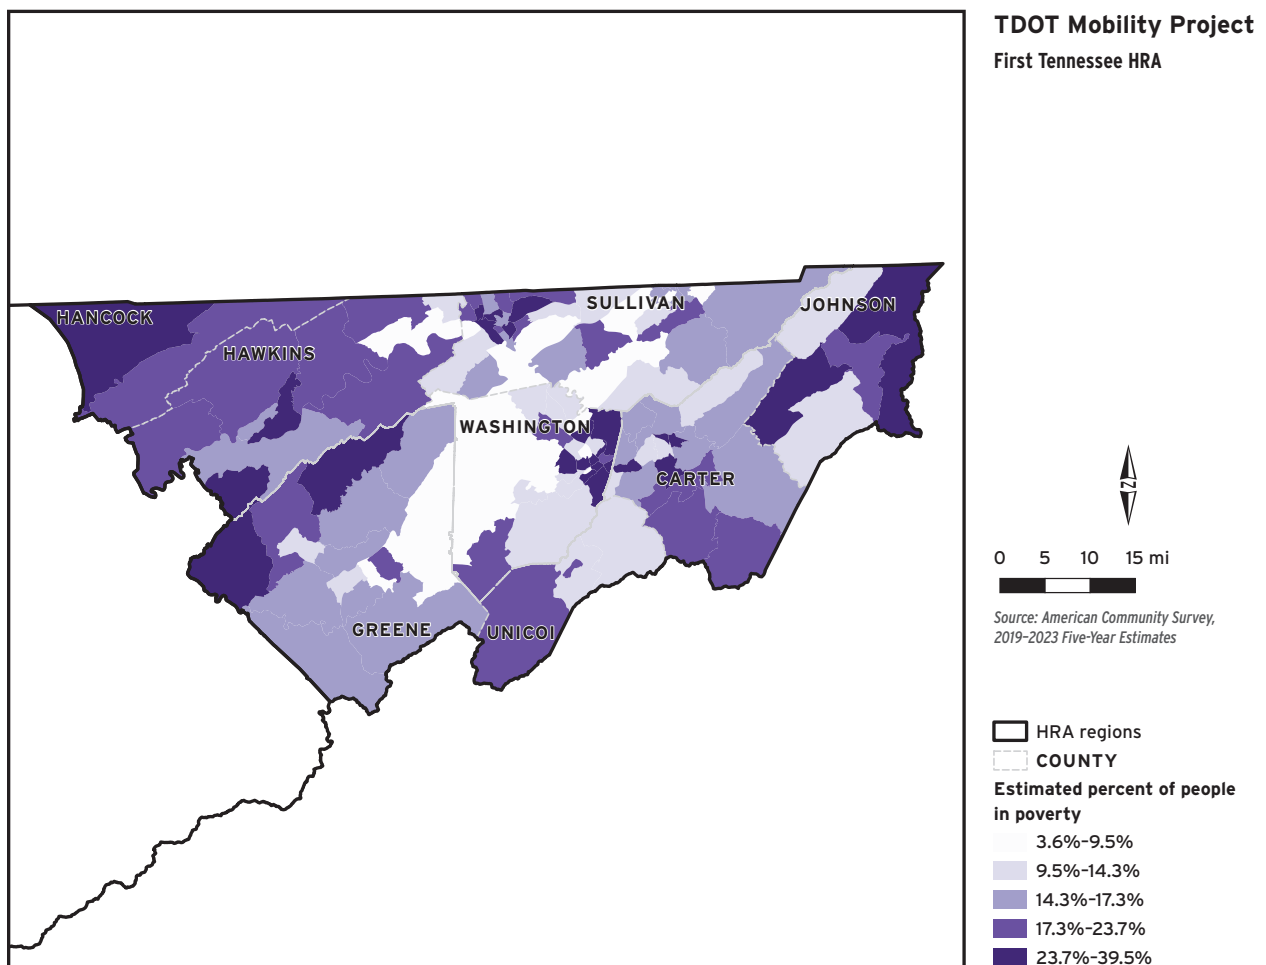 TDOT Mobility Project
First Tennessee HRA
HANCOCK
HAWKINS
SULLIVAN
JOHNSON
WASHINGTON
CARTER
GREENE
UNICOI
N
0 5 10 15 mi
Source: American Community Survey,
2019–2023 Five-Year Estimates
HRA regions
COUNTY
Estimated percent of people
in poverty
3.6%–9.5%
9.5%–14.3%
14.3%–17.3%
17.3%–23.7%
23.7%–39.5%